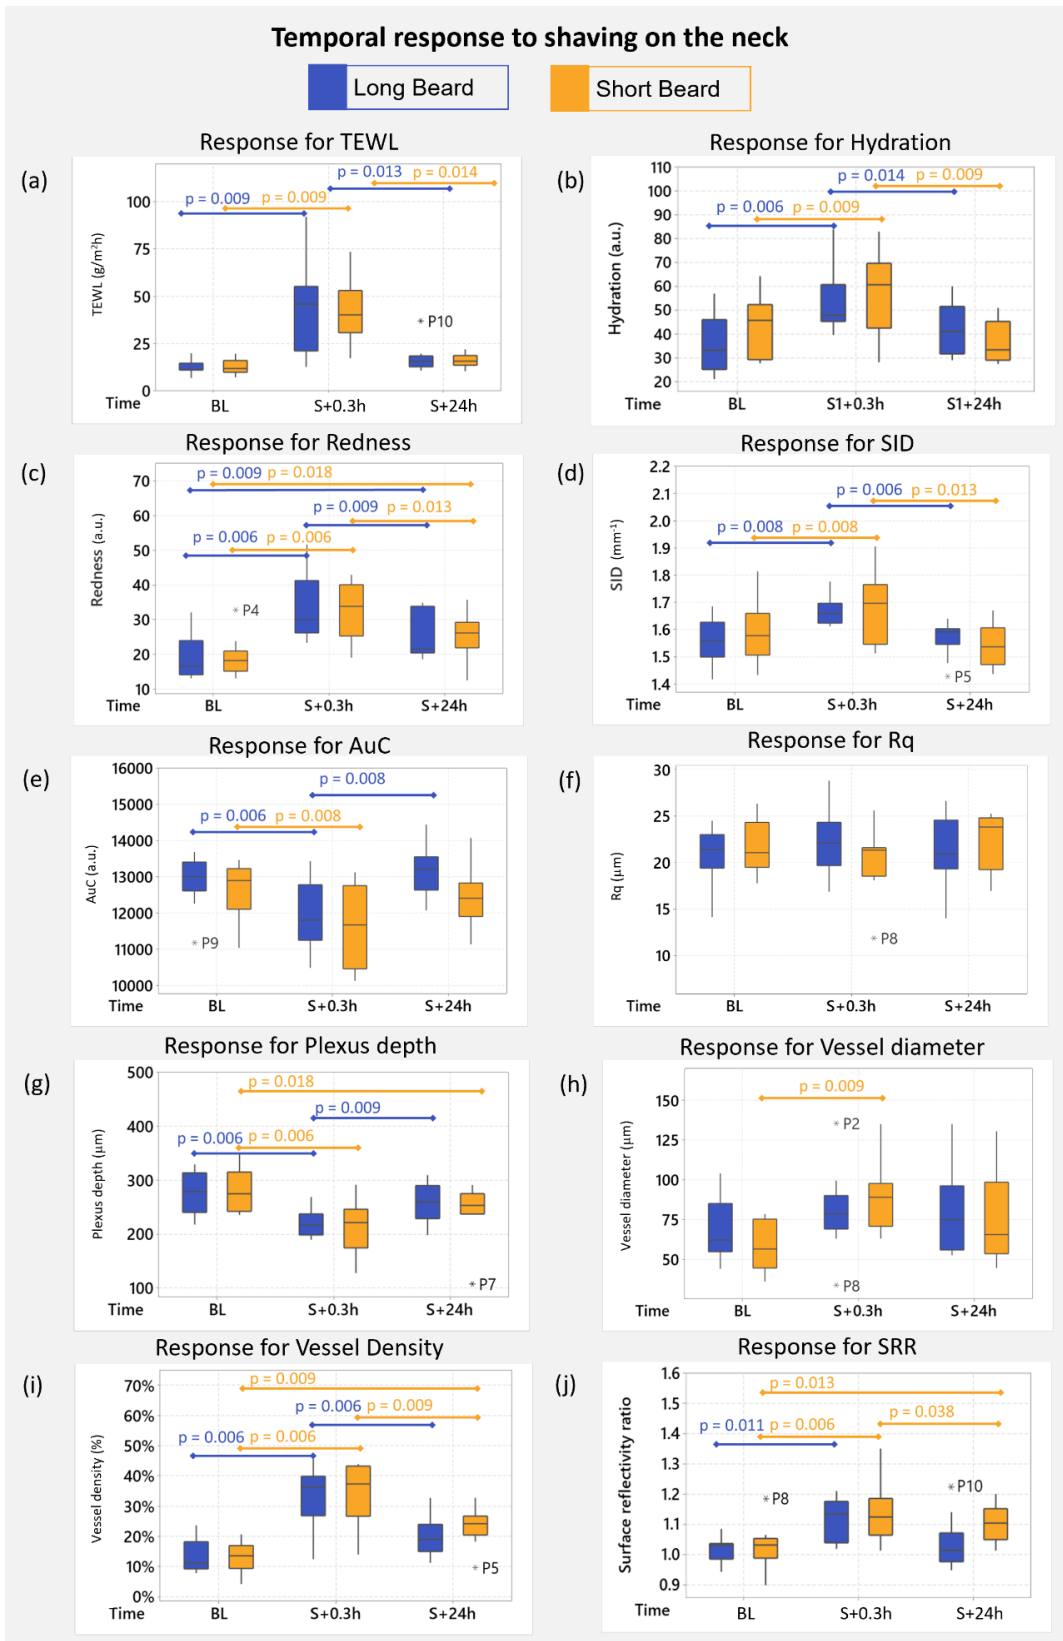 Temporal response to shaving on the neck
Long Beard
Short Beard
Response for TEWL
(a)
TEWL (g/m²h)
100
75
50
25
0
p = 0.009
p = 0.009
p = 0.013
p = 0.014
* P10
Time
BL
S+0.3h
S+24h
Response for Hydration
(b)
Hydration (a.u.)
110
100
90
80
70
60
50
40
30
20
p = 0.006
p = 0.009
p = 0.014
p = 0.009
Time
BL
S1+0.3h
S1+24h
Response for Redness
(c)
Redness (a.u.)
70
60
50
40
30
20
10
p = 0.009
p = 0.018
p = 0.009
p = 0.013
p = 0.006
p = 0.006
* P4
Time
BL
S+0.3h
S+24h
Response for SID
(d)
SID (mm⁻¹)
2.2
2.1
2.0
1.9
1.8
1.7
1.6
1.5
1.4
p = 0.006
p = 0.013
p = 0.008
p = 0.008
* P5
Time
BL
S+0.3h
S+24h
Response for AuC
(e)
AuC (a.u.)
16000
15000
14000
13000
12000
11000
10000
p = 0.008
p = 0.006
p = 0.008
* P9
Time
BL
S+0.3h
S+24h
Response for Rq
(f)
Rq (μm)
30
25
20
15
10
* P8
Time
BL
S+0.3h
S+24h
Response for Plexus depth
(g)
Plexus depth (μm)
500
400
300
200
100
p = 0.018
p = 0.009
p = 0.006
p = 0.006
* P7
Time
BL
S+0.3h
S+24h
Response for Vessel diameter
(h)
Vessel diameter (μm)
150
125
100
75
50
p = 0.009
* P2
* P8
Time
BL
S+0.3h
S+24h
Response for Vessel Density
(i)
Vessel density (%)
70%
60%
50%
40%
30%
20%
10%
0%
p = 0.009
p = 0.006
p = 0.009
p = 0.006
p = 0.006
* P5
Time
BL
S+0.3h
S+24h
Response for SRR
(j)
Surface reflectivity ratio
1.6
1.5
1.4
1.3
1.2
1.1
1.0
0.9
p = 0.013
p = 0.038
p = 0.011
p = 0.006
* P8
* P10
Time
BL
S+0.3h
S+24h